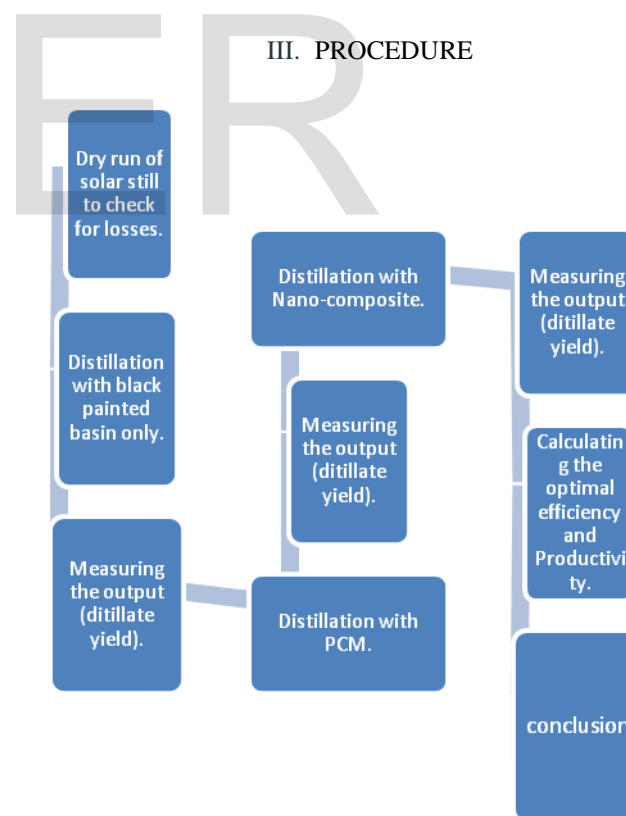 ER
III. PROCEDURE
Dry run of
solar still
to check
for losses.
Distillation
with black
painted
basin only.
Measuring
the output
(ditillate
yield).
Distillation with
PCM.
Measuring
the output
(ditillate
yield).
Distillation with
Nano-composite.
Measuring
the output
(ditillate
yield).
Calculatin
g the
optimal
efficiency
and
Productivi
ty.
conclusion